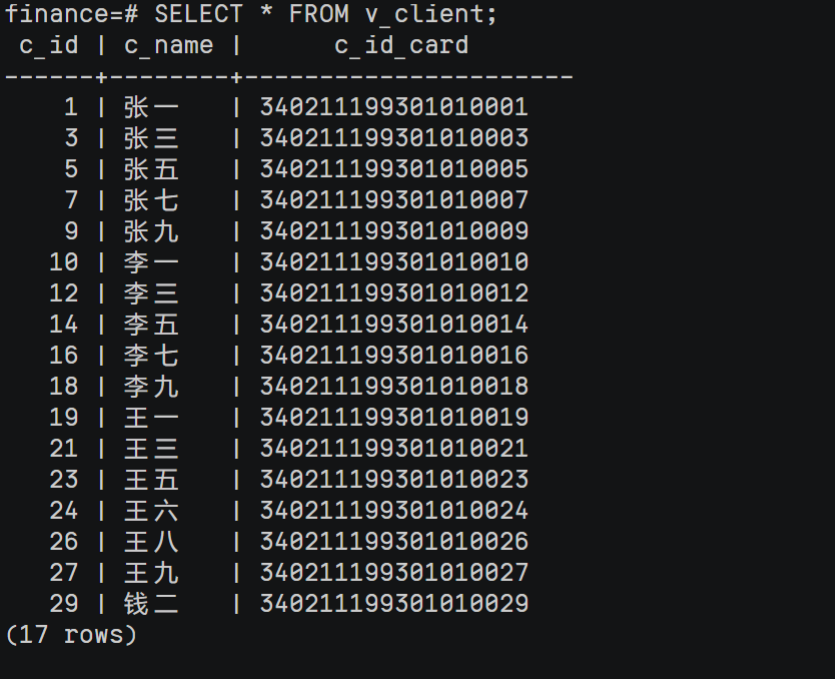 finance=# SELECT * FROM v_client;
 c_id | c_name |      c_id_card
------+--------+----------------------
    1 | 张一   | 340211199301010001
    3 | 张三   | 340211199301010003
    5 | 张五   | 340211199301010005
    7 | 张七   | 340211199301010007
    9 | 张九   | 340211199301010009
   10 | 李一   | 340211199301010010
   12 | 李三   | 340211199301010012
   14 | 李五   | 340211199301010014
   16 | 李七   | 340211199301010016
   18 | 李九   | 340211199301010018
   19 | 王一   | 340211199301010019
   21 | 王三   | 340211199301010021
   23 | 王五   | 340211199301010023
   24 | 王六   | 340211199301010024
   26 | 王八   | 340211199301010026
   27 | 王九   | 340211199301010027
   29 | 钱二   | 340211199301010029
(17 rows)